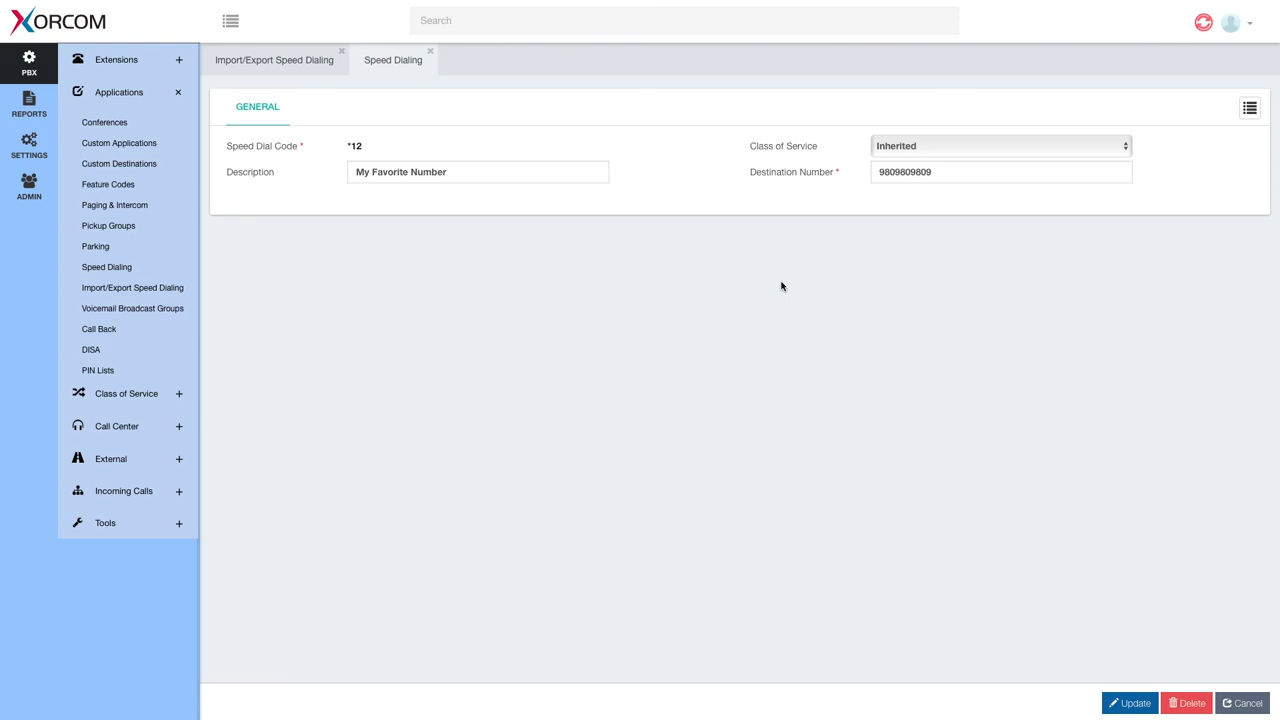 XORCOM
Search
PBX
REPORTS
SETTINGS
ADMIN
Extensions +
Applications ×
Conferences
Custom Applications
Custom Destinations
Feature Codes
Paging & Intercom
Pickup Groups
Parking
Speed Dialing
Import/Export Speed Dialing
Voicemail Broadcast Groups
Call Back
DISA
PIN Lists
Class of Service +
Call Center +
External +
Incoming Calls +
Tools +
Import/Export Speed Dialing × Speed Dialing ×
GENERAL
Speed Dial Code * *12 Class of Service Inherited
Description My Favorite Number Destination Number * 9809809809
Update Delete Cancel